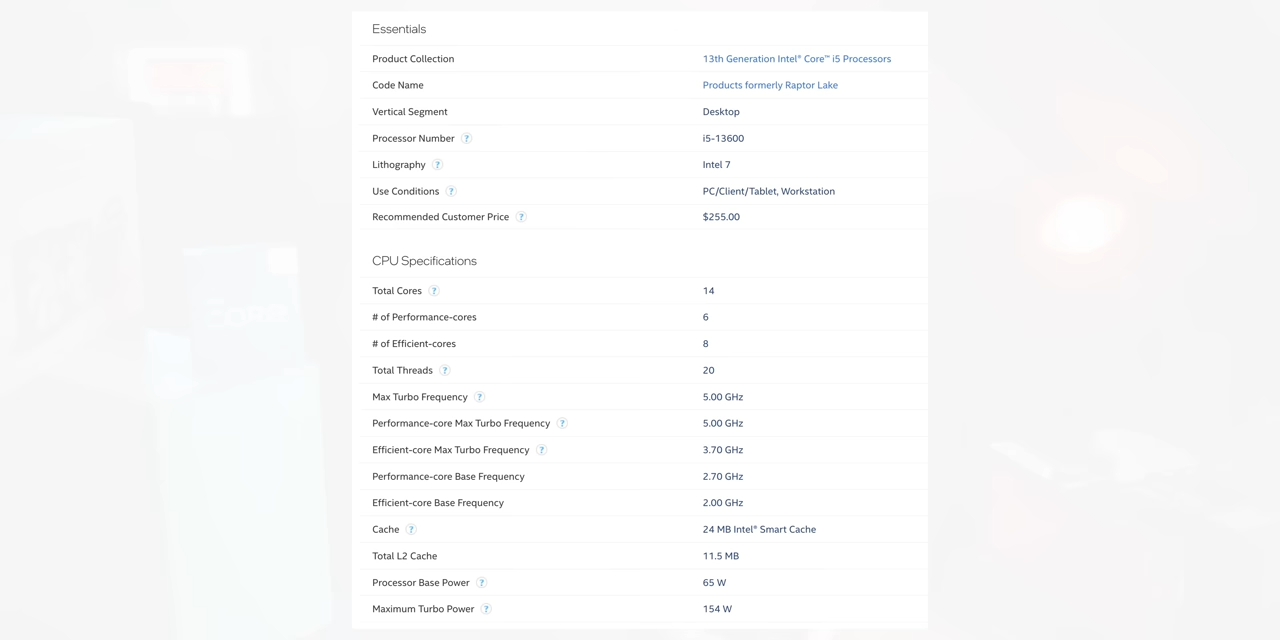 Essentials
Product Collection 13th Generation Intel® Core™ i5 Processors
Code Name Products formerly Raptor Lake
Vertical Segment Desktop
Processor Number ? i5-13600
Lithography ? Intel 7
Use Conditions ? PC/Client/Tablet, Workstation
Recommended Customer Price ? $255.00
CPU Specifications
Total Cores ? 14
# of Performance-cores 6
# of Efficient-cores 8
Total Threads ? 20
Max Turbo Frequency ? 5.00 GHz
Performance-core Max Turbo Frequency ? 5.00 GHz
Efficient-core Max Turbo Frequency ? 3.70 GHz
Performance-core Base Frequency 2.70 GHz
Efficient-core Base Frequency 2.00 GHz
Cache ? 24 MB Intel® Smart Cache
Total L2 Cache 11.5 MB
Processor Base Power ? 65 W
Maximum Turbo Power ? 154 W